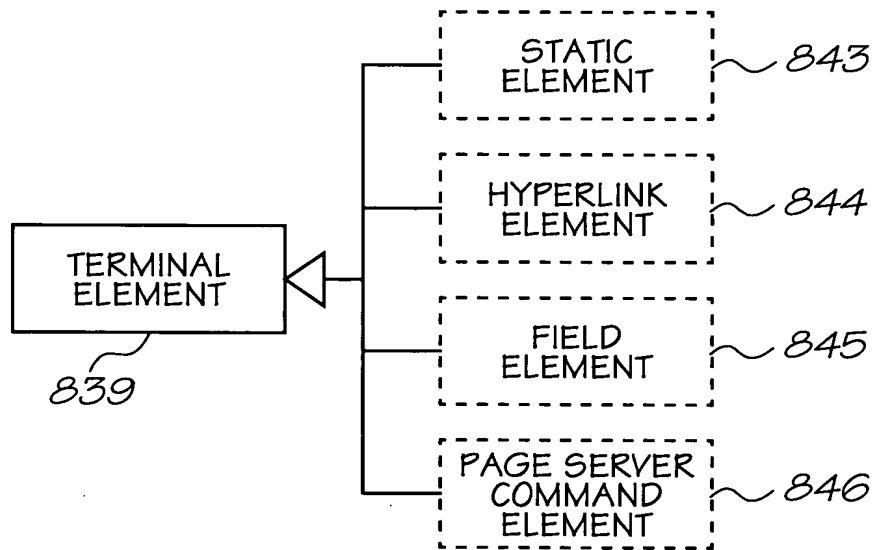 STATIC
ELEMENT
843
HYPERLINK
ELEMENT
844
TERMINAL
ELEMENT
839
FIELD
ELEMENT
845
PAGE SERVER
COMMAND
ELEMENT
846